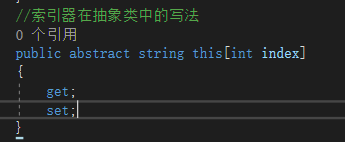 //索引器在抽象类中的写法
0 个引用
public abstract string this[int index]
{
get;
set;
}